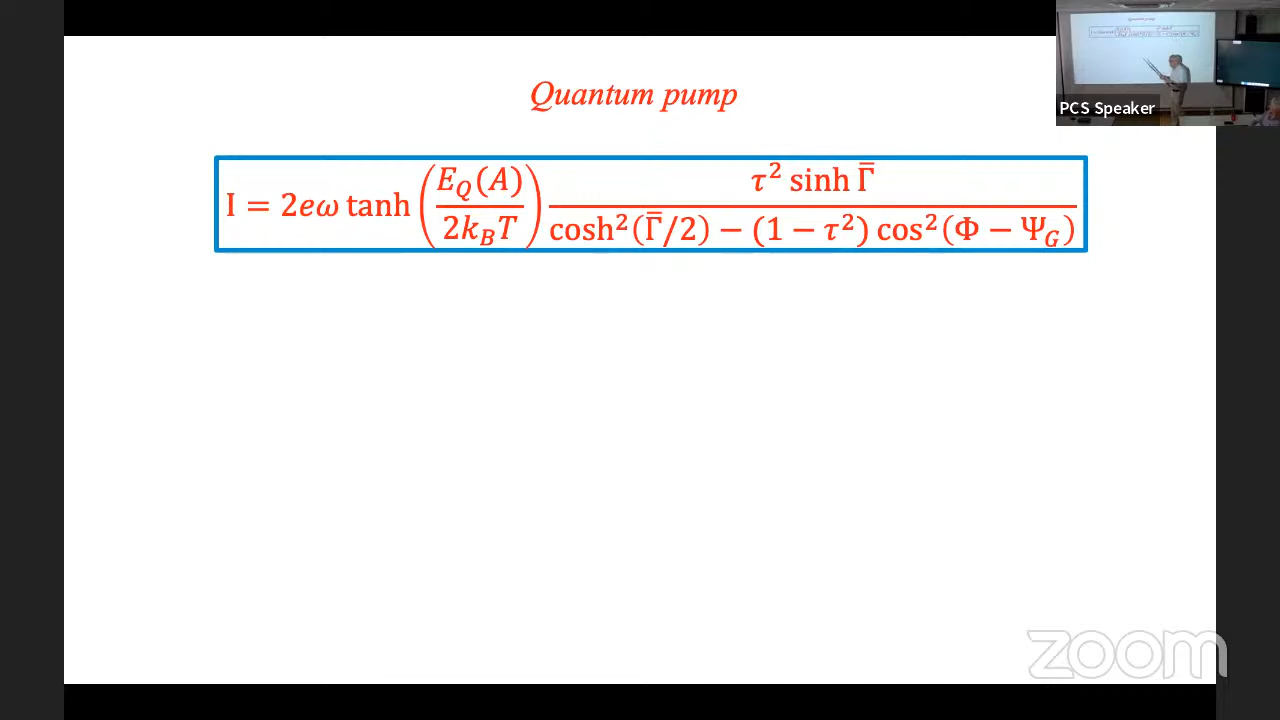 Quantum pump
I = 2eω tanh (E_Q(A) / 2k_BT) τ² sinh Γ̿ / cosh²(Γ̿/2) − (1 − τ²) cos²(Φ − Ψ_G)
PCS Speaker
zoom